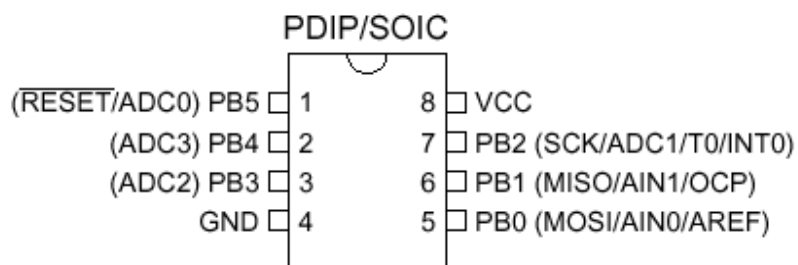 PDIP/SOIC
(RESET/ADC0) PB5 1 8 VCC
(ADC3) PB4 2 7 PB2 (SCK/ADC1/T0/INT0)
(ADC2) PB3 3 6 PB1 (MISO/AIN1/OCP)
GND 4 5 PB0 (MOSI/AIN0/AREF)